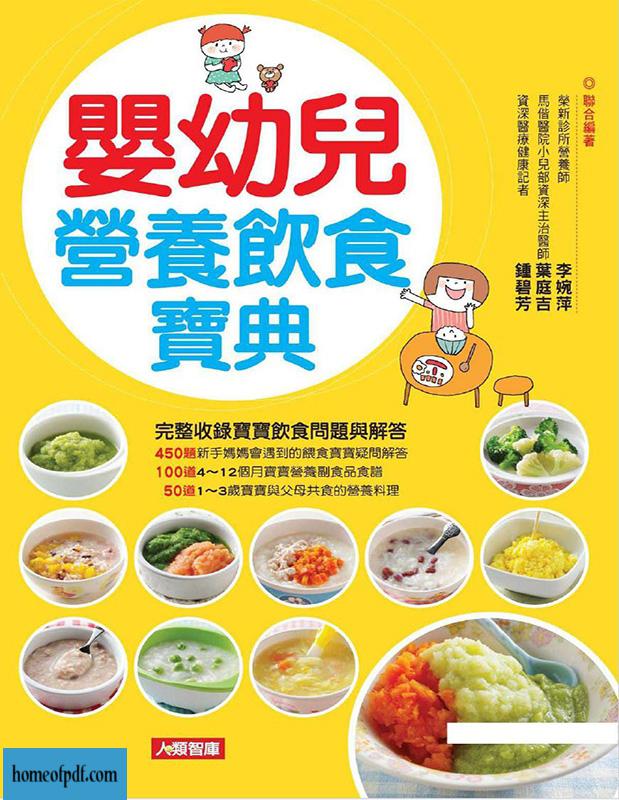 ◎聯合編著
榮新診所營養師 李婉萍
馬偕醫院小兒部資深主治醫師 葉庭吉
資深醫療健康記者 鍾碧芳
嬰幼兒
營養飲食
寶典
完整收錄寶寶飲食問題與解答
450題新手媽媽會遇到的餵食寶寶疑問解答
100道4～12個月寶寶營養副食品食譜
50道1～3歲寶寶與父母共食的營養料理
人類智庫
homeofpdf.com